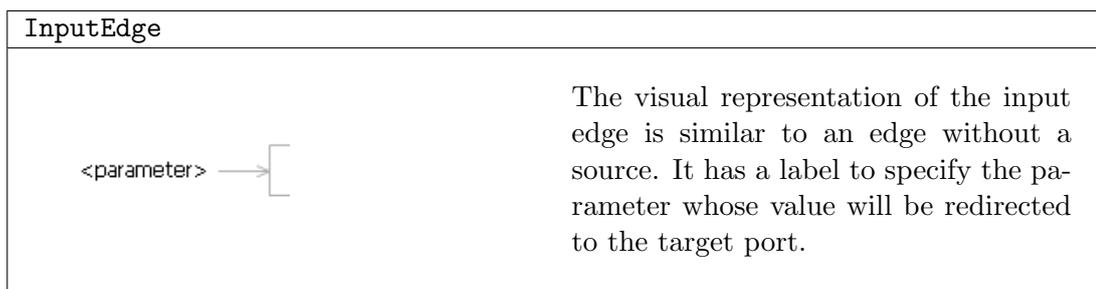 InputEdge
<parameter>
The visual representation of the input
edge is similar to an edge without a
source. It has a label to specify the pa-
rameter whose value will be redirected
to the target port.